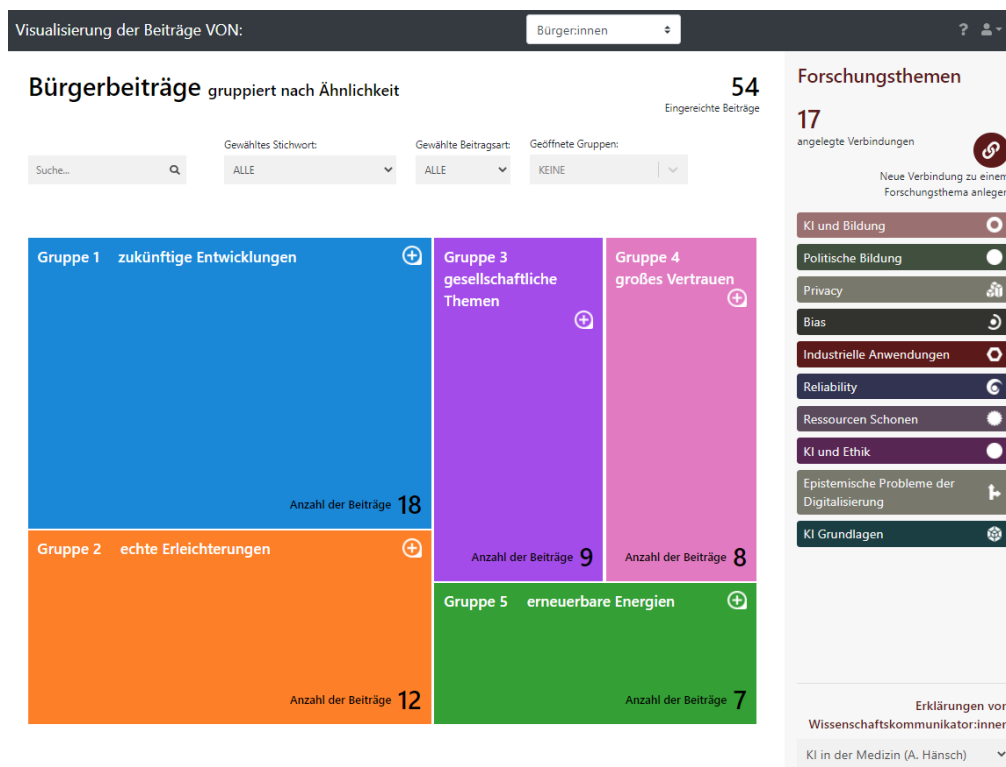 Visualisierung der Beiträge VON:
Bürger:innen
?
Bürgerbeiträge gruppiert nach Ähnlichkeit
54
Eingereichte Beiträge
Gewähltes Stichwort:
Gewählte Beitragsart:
Geöffnete Gruppen:
Suche...
ALLE
ALLE
KEINE
Gruppe 1 zukünftige Entwicklungen
Anzahl der Beiträge 18
Gruppe 2 echte Erleichterungen
Anzahl der Beiträge 12
Gruppe 3
gesellschaftliche
Themen
Anzahl der Beiträge 9
Gruppe 4
großes Vertrauen
Anzahl der Beiträge 8
Gruppe 5 erneuerbare Energien
Anzahl der Beiträge 7
Forschungsthemen
17
angelegte Verbindungen
Neue Verbindung zu einem
Forschungsthema anlegen
KI und Bildung
Politische Bildung
Privacy
Bias
Industrielle Anwendungen
Reliability
Ressourcen Schonen
KI und Ethik
Epistemische Probleme der
Digitalisierung
KI Grundlagen
Erklärungen von
Wissenschaftskommunikator:innen
KI in der Medizin (A. Hänsch)